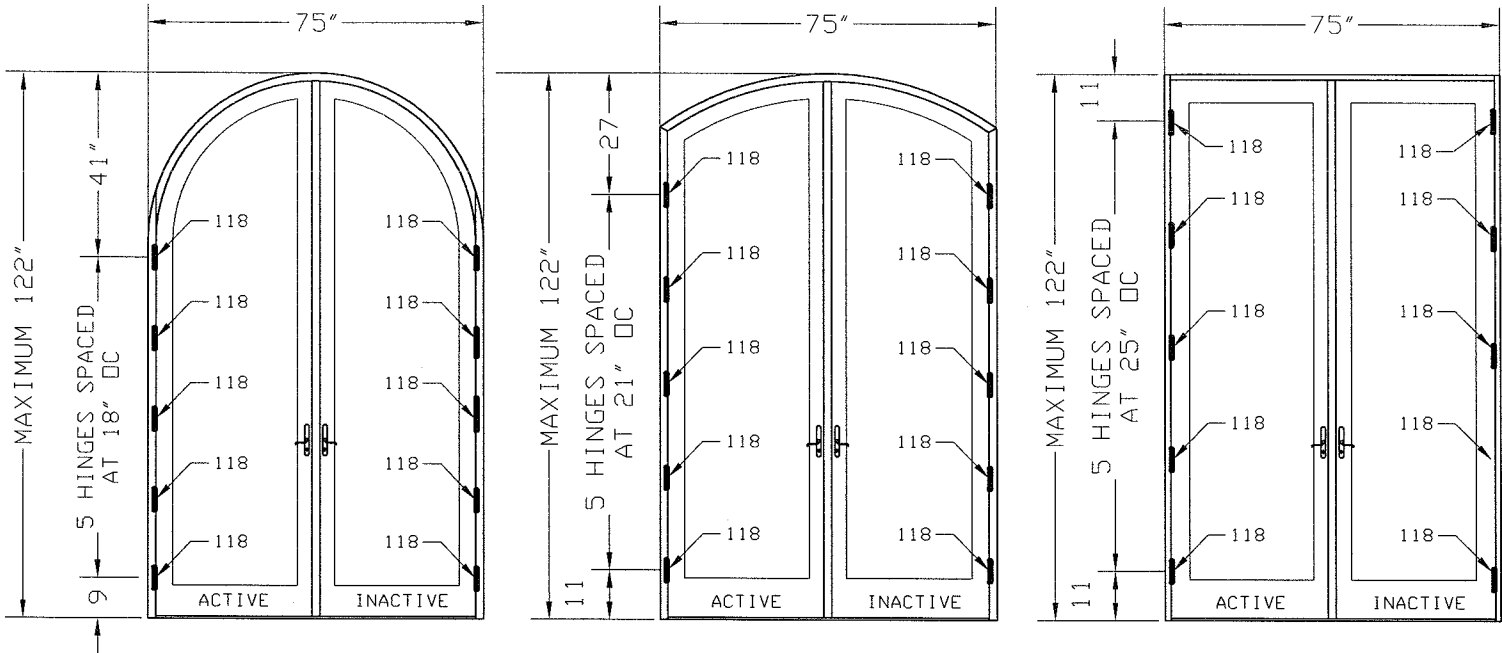 75"
MAXIMUM 122"
41"
5 HINGES SPACED
AT 18" OC
9
118
118
118
118
118
118
118
118
118
118
ACTIVE
INACTIVE
75"
MAXIMUM 122"
27
5 HINGES SPACED
AT 21" OC
11
118
118
118
118
118
118
118
118
118
118
ACTIVE
INACTIVE
75"
MAXIMUM 122"
11
5 HINGES SPACED
AT 25" OC
11
118
118
118
118
118
118
118
118
118
118
ACTIVE
INACTIVE